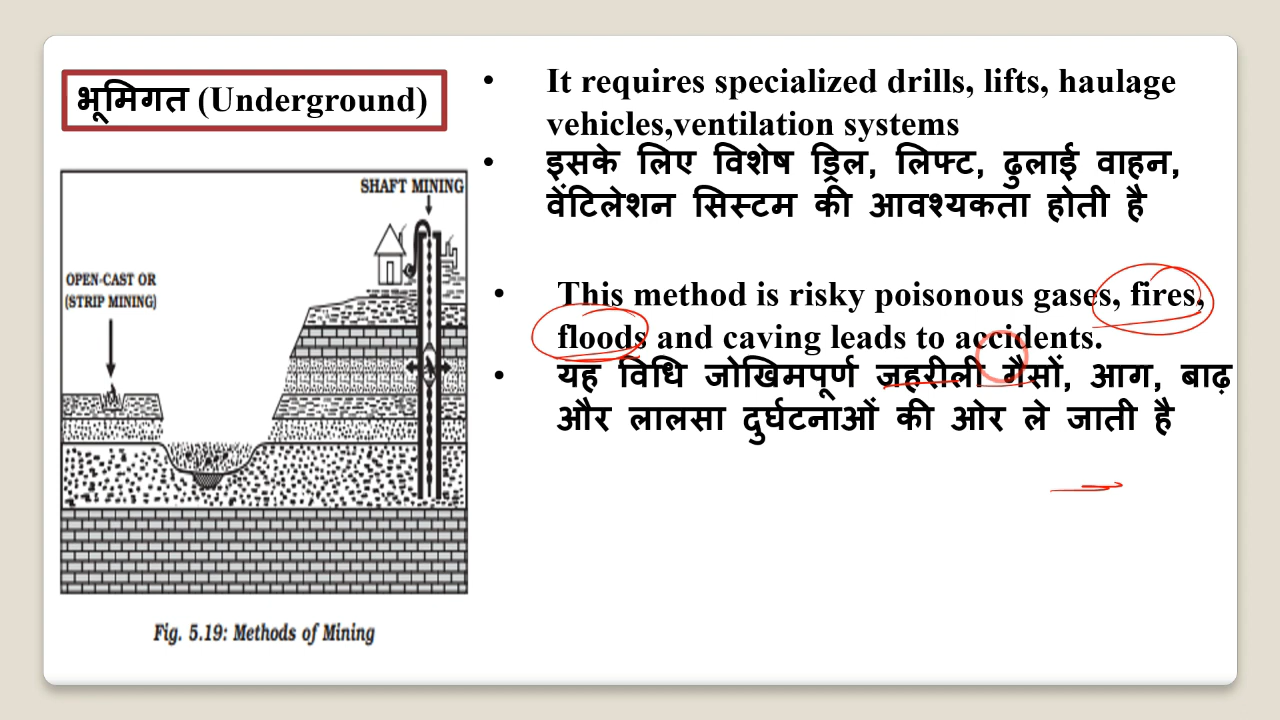 भूमिगत (Underground)
SHAFT MINING
OPEN-CAST OR
(STRIP MINING)
Fig. 5.19: Methods of Mining
• It requires specialized drills, lifts, haulage
vehicles,ventilation systems
• इसके लिए विशेष ड्रिल, लिफ्ट, ढुलाई वाहन,
वेंटिलेशन सिस्टम की आवश्यकता होती है
• This method is risky poisonous gases, fires,
floods and caving leads to accidents.
• यह विधि जोखिमपूर्ण ज़हरीली गैसों, आग, बाढ़
और लालसा दुर्घटनाओं की ओर ले जाती है